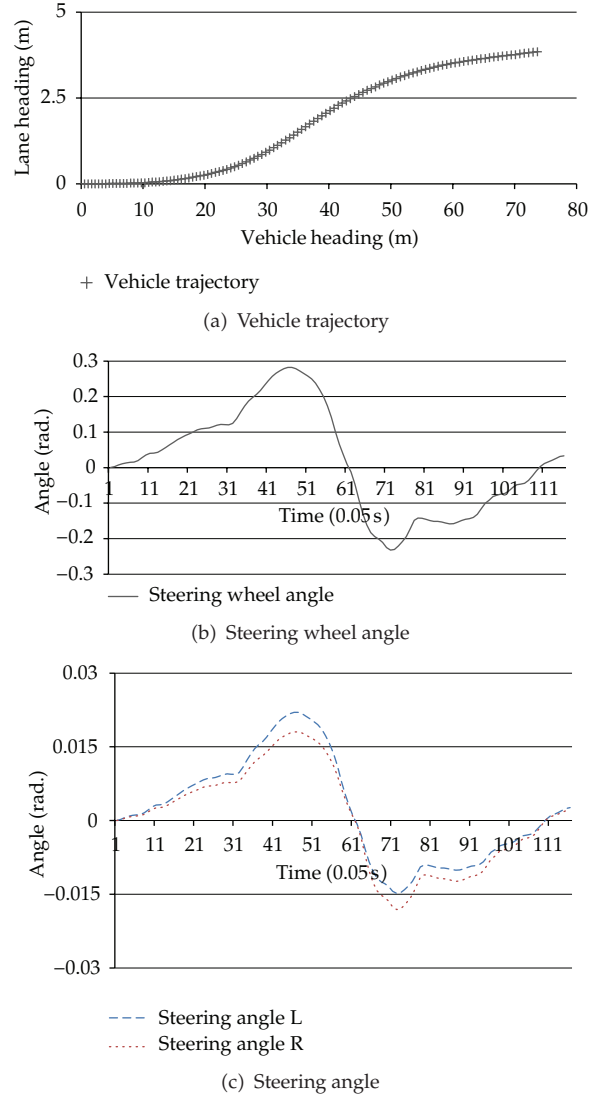 5
2.5
0
Lane heading (m)
0 10 20 30 40 50 60 70 80
Vehicle heading (m)
+ Vehicle trajectory
(a) Vehicle trajectory
0.3
0.2
0.1
0
−0.1
−0.2
−0.3
Angle (rad.)
1 11 21 31 41 51 61 71 81 91 101 111
Time (0.05 s)
Steering wheel angle
(b) Steering wheel angle
0.03
0.015
0
−0.015
−0.03
Angle (rad.)
1 11 21 31 41 51 61 71 81 91 101 111
Time (0.05s)
Steering angle L
Steering angle R
(c) Steering angle